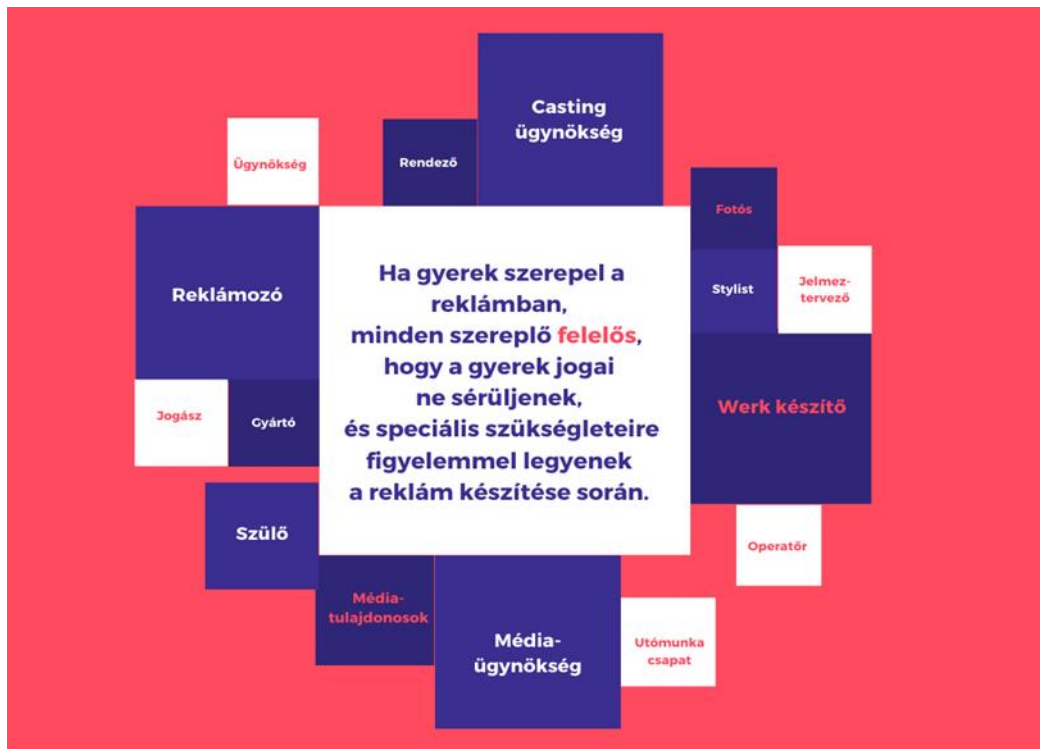 Casting
ügynökség
Ügynökség
Rendező
Fotós
Reklámozó
Stylist
Jelmez-
tervező
Ha gyerek szerepel a
reklámban,
minden szereplő felelős,
hogy a gyerek jogai
ne sérüljenek,
és speciális szükségleteire
figyelemmel legyenek
a reklám készítése során.
Jogász
Gyártó
Werk készítő
Szülő
Operatőr
Média-
tulajdonosok
Média-
ügynökség
Utómunka
csapat